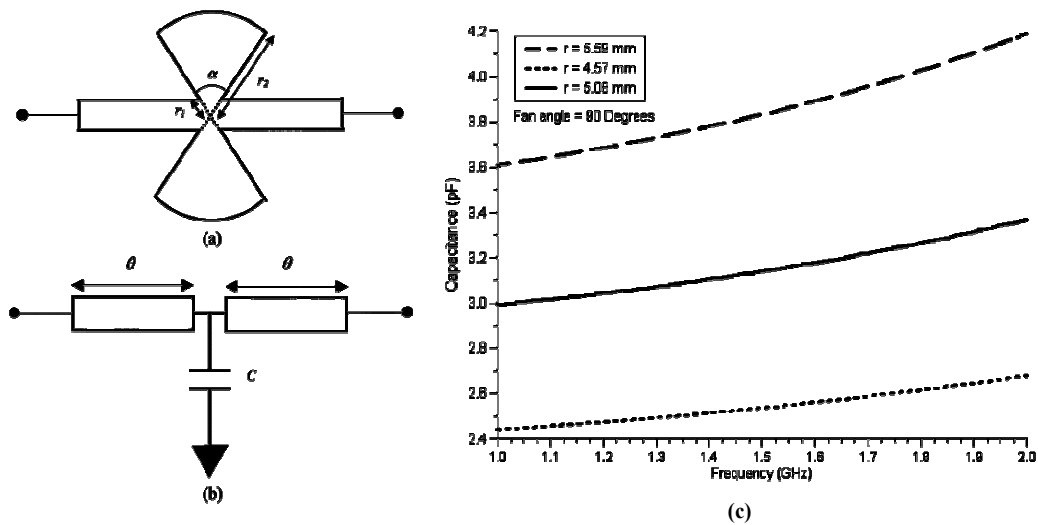 (a)
α
r₁
r₂
θ
θ
C
(b)
r = 5.59 mm
r = 4.57 mm
r = 5.08 mm
Fan angle = 90 Degrees
Capacitance (pF)
4.2
4.0
3.8
3.6
3.4
3.2
3.0
2.8
2.6
2.4
1.0 1.1 1.2 1.3 1.4 1.5 1.6 1.7 1.8 1.9 2.0
Frequency (GHz)
(c)